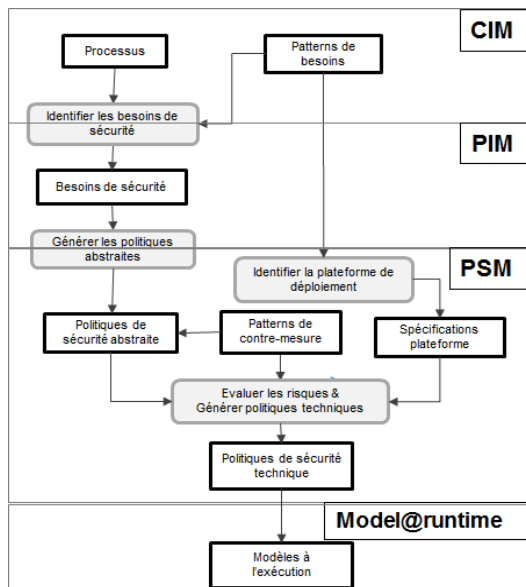 CIM
Processus
Patterns de
besoins
Identifier les besoins de
sécurité
PIM
Besoins de sécurité
Générer les politiques
abstraites
PSM
Identifier la plateforme de
déploiement
Politiques de
sécurité abstraite
Patterns de
contre-mesure
Spécifications
plateforme
Evaluer les risques &
Générer politiques techniques
Politiques de sécurité
technique
Model@runtime
Modèles à
l'exécution